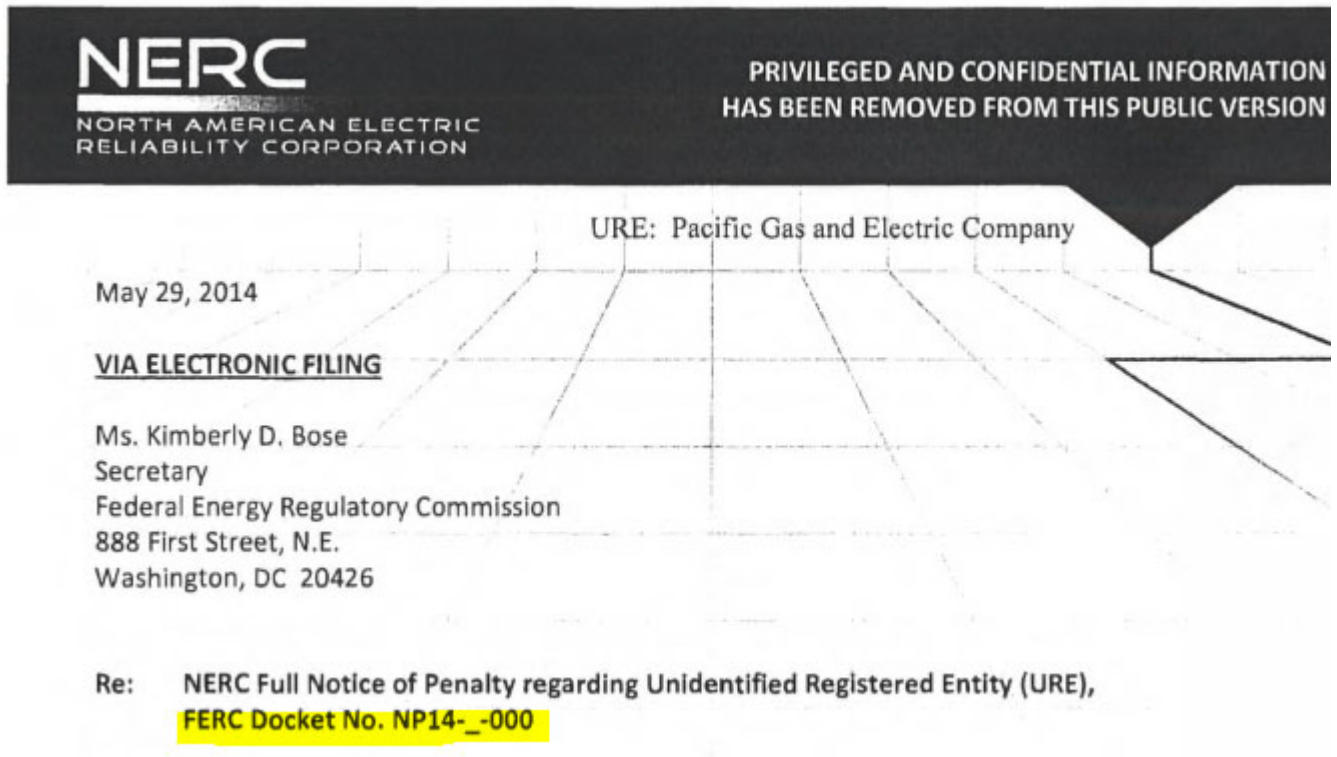 NERC
NORTH AMERICAN ELECTRIC
RELIABILITY CORPORATION
PRIVILEGED AND CONFIDENTIAL INFORMATION
HAS BEEN REMOVED FROM THIS PUBLIC VERSION
URE: Pacific Gas and Electric Company
May 29, 2014
VIA ELECTRONIC FILING
Ms. Kimberly D. Bose
Secretary
Federal Energy Regulatory Commission
888 First Street, N.E.
Washington, DC 20426
Re: NERC Full Notice of Penalty regarding Unidentified Registered Entity (URE),
FERC Docket No. NP14-_-000